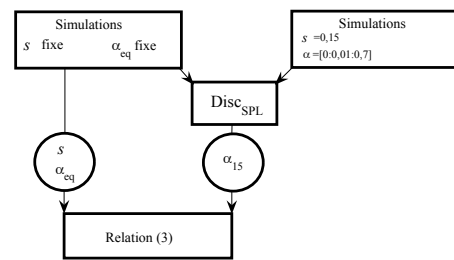 Simulations
s fixe α_eq fixe
Simulations
s =0,15
α=[0:0,01:0,7]
Disc_SPL
s
α_eq
α_15
Relation (3)